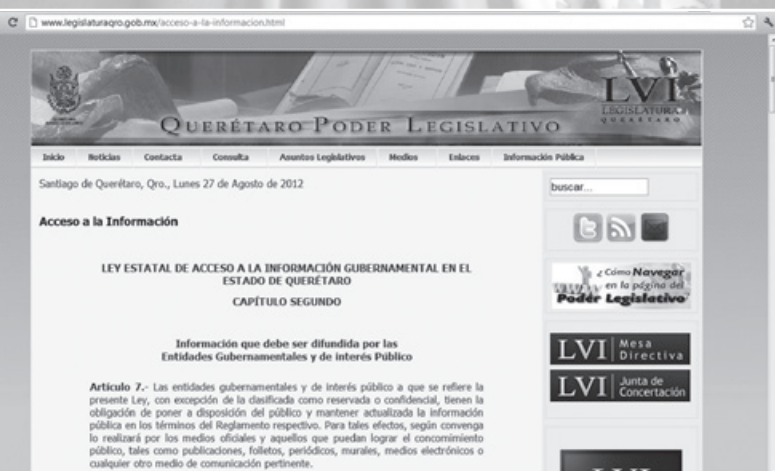 www.legislaturaqro.gob.mx/acceso-a-la-informacion.html
LVI
LEGISLATURA
QUERÉTARO
QUERÉTARO PODER LEGISLATIVO
Inicio Noticias Contacta Consulta Asuntos Legislativos Medios Enlaces Información Pública
Santiago de Querétaro, Qro., Lunes 27 de Agosto de 2012
buscar...
Acceso a la Información
LEY ESTATAL DE ACCESO A LA INFORMACIÓN GUBERNAMENTAL EN EL
ESTADO DE QUERÉTARO
CAPÍTULO SEGUNDO
Información que debe ser difundida por las
Entidades Gubernamentales y de interés Público
Artículo 7.- Las entidades gubernamentales y de interés público a que se refiere la
presente Ley, con excepción de la clasificada como reservada o confidencial, tienen la
obligación de poner a disposición del público y mantener actualizada la información
pública en los términos del Reglamento respectivo. Para tales efectos, según convenga
lo realizará por los medios oficiales y aquellos que puedan lograr el concomimiento
público, tales como publicaciones, folletos, periódicos, murales, medios electrónicos o
cualquier otro medio de comunicación pertinente.
¿Cómo Navegar
en la página del
Poder Legislativo?
LVI Mesa
Directiva
LVI Junta de
Concertación
LVI